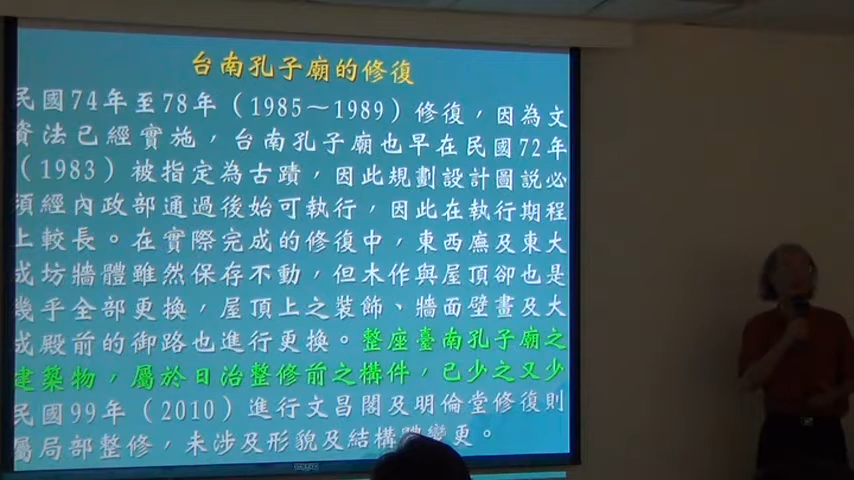 台南孔子廟的修復
民國74年至78年（1985～1989）修復，因為文
資法已經實施，台南孔子廟也早在民國72年
（1983）被指定為古蹟，因此規劃設計圖說必
須經內政部通過後始可執行，因此在執行期程
上較長。在實際完成的修復中，東西廡及東大
成坊牆體雖然保存不動，但木作與屋頂卻也是
幾乎全部更換，屋頂上之裝飾、牆面壁畫及大
成殿前的御路也進行更換。整座臺南孔子廟之
建築物，屬於日治整修前之構件，已少之又少
民國99年（2010）進行文昌閣及明倫堂修復則
屬局部整修，未涉及形貌及結構體變更。